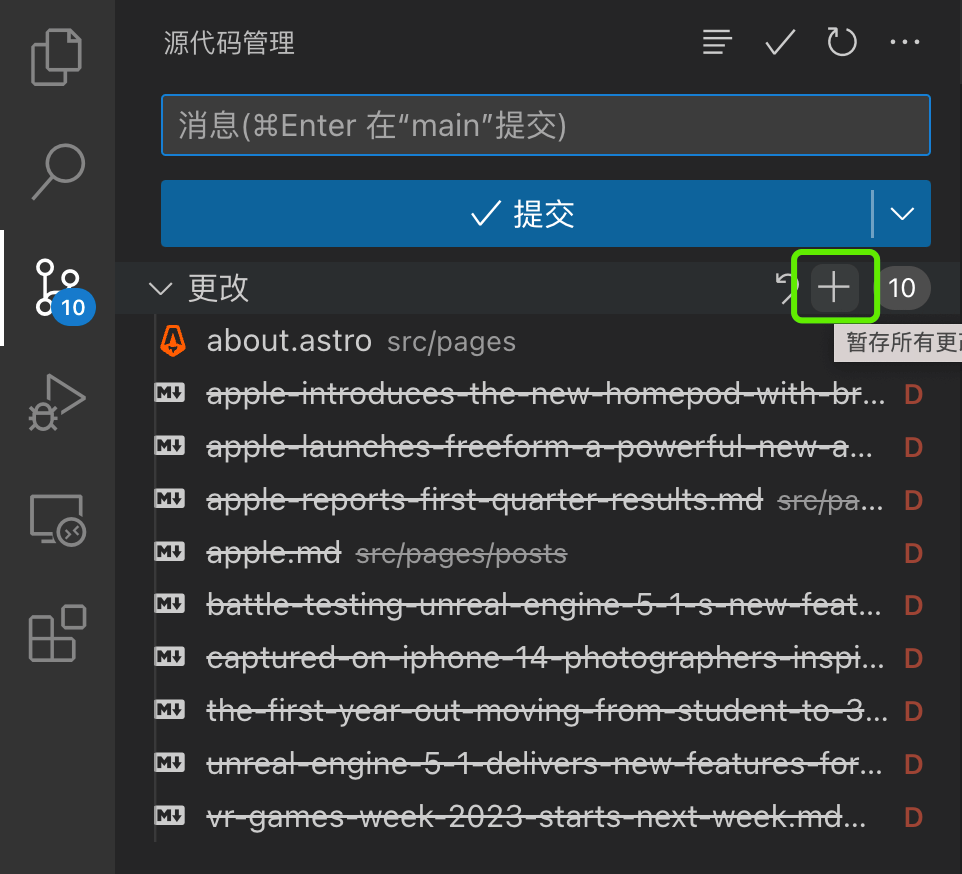 源代码管理
消息(⌘Enter 在“main”提交)
提交
更改 10
10
暂存所有更
about.astro src/pages
apple-introduces-the-new-homepod-with-br... D
apple-launches-freeform-a-powerful-new-a... D
apple-reports-first-quarter-results.md src/pa... D
apple.md src/pages/posts D
battle-testing-unreal-engine-5-1-s-new-feat... D
captured-on-iphone-14-photographers-inspi... D
the-first-year-out-moving-from-student-to-3... D
unreal-engine-5-1-delivers-new-features-for... D
vr-games-week-2023-starts-next-week.md... D